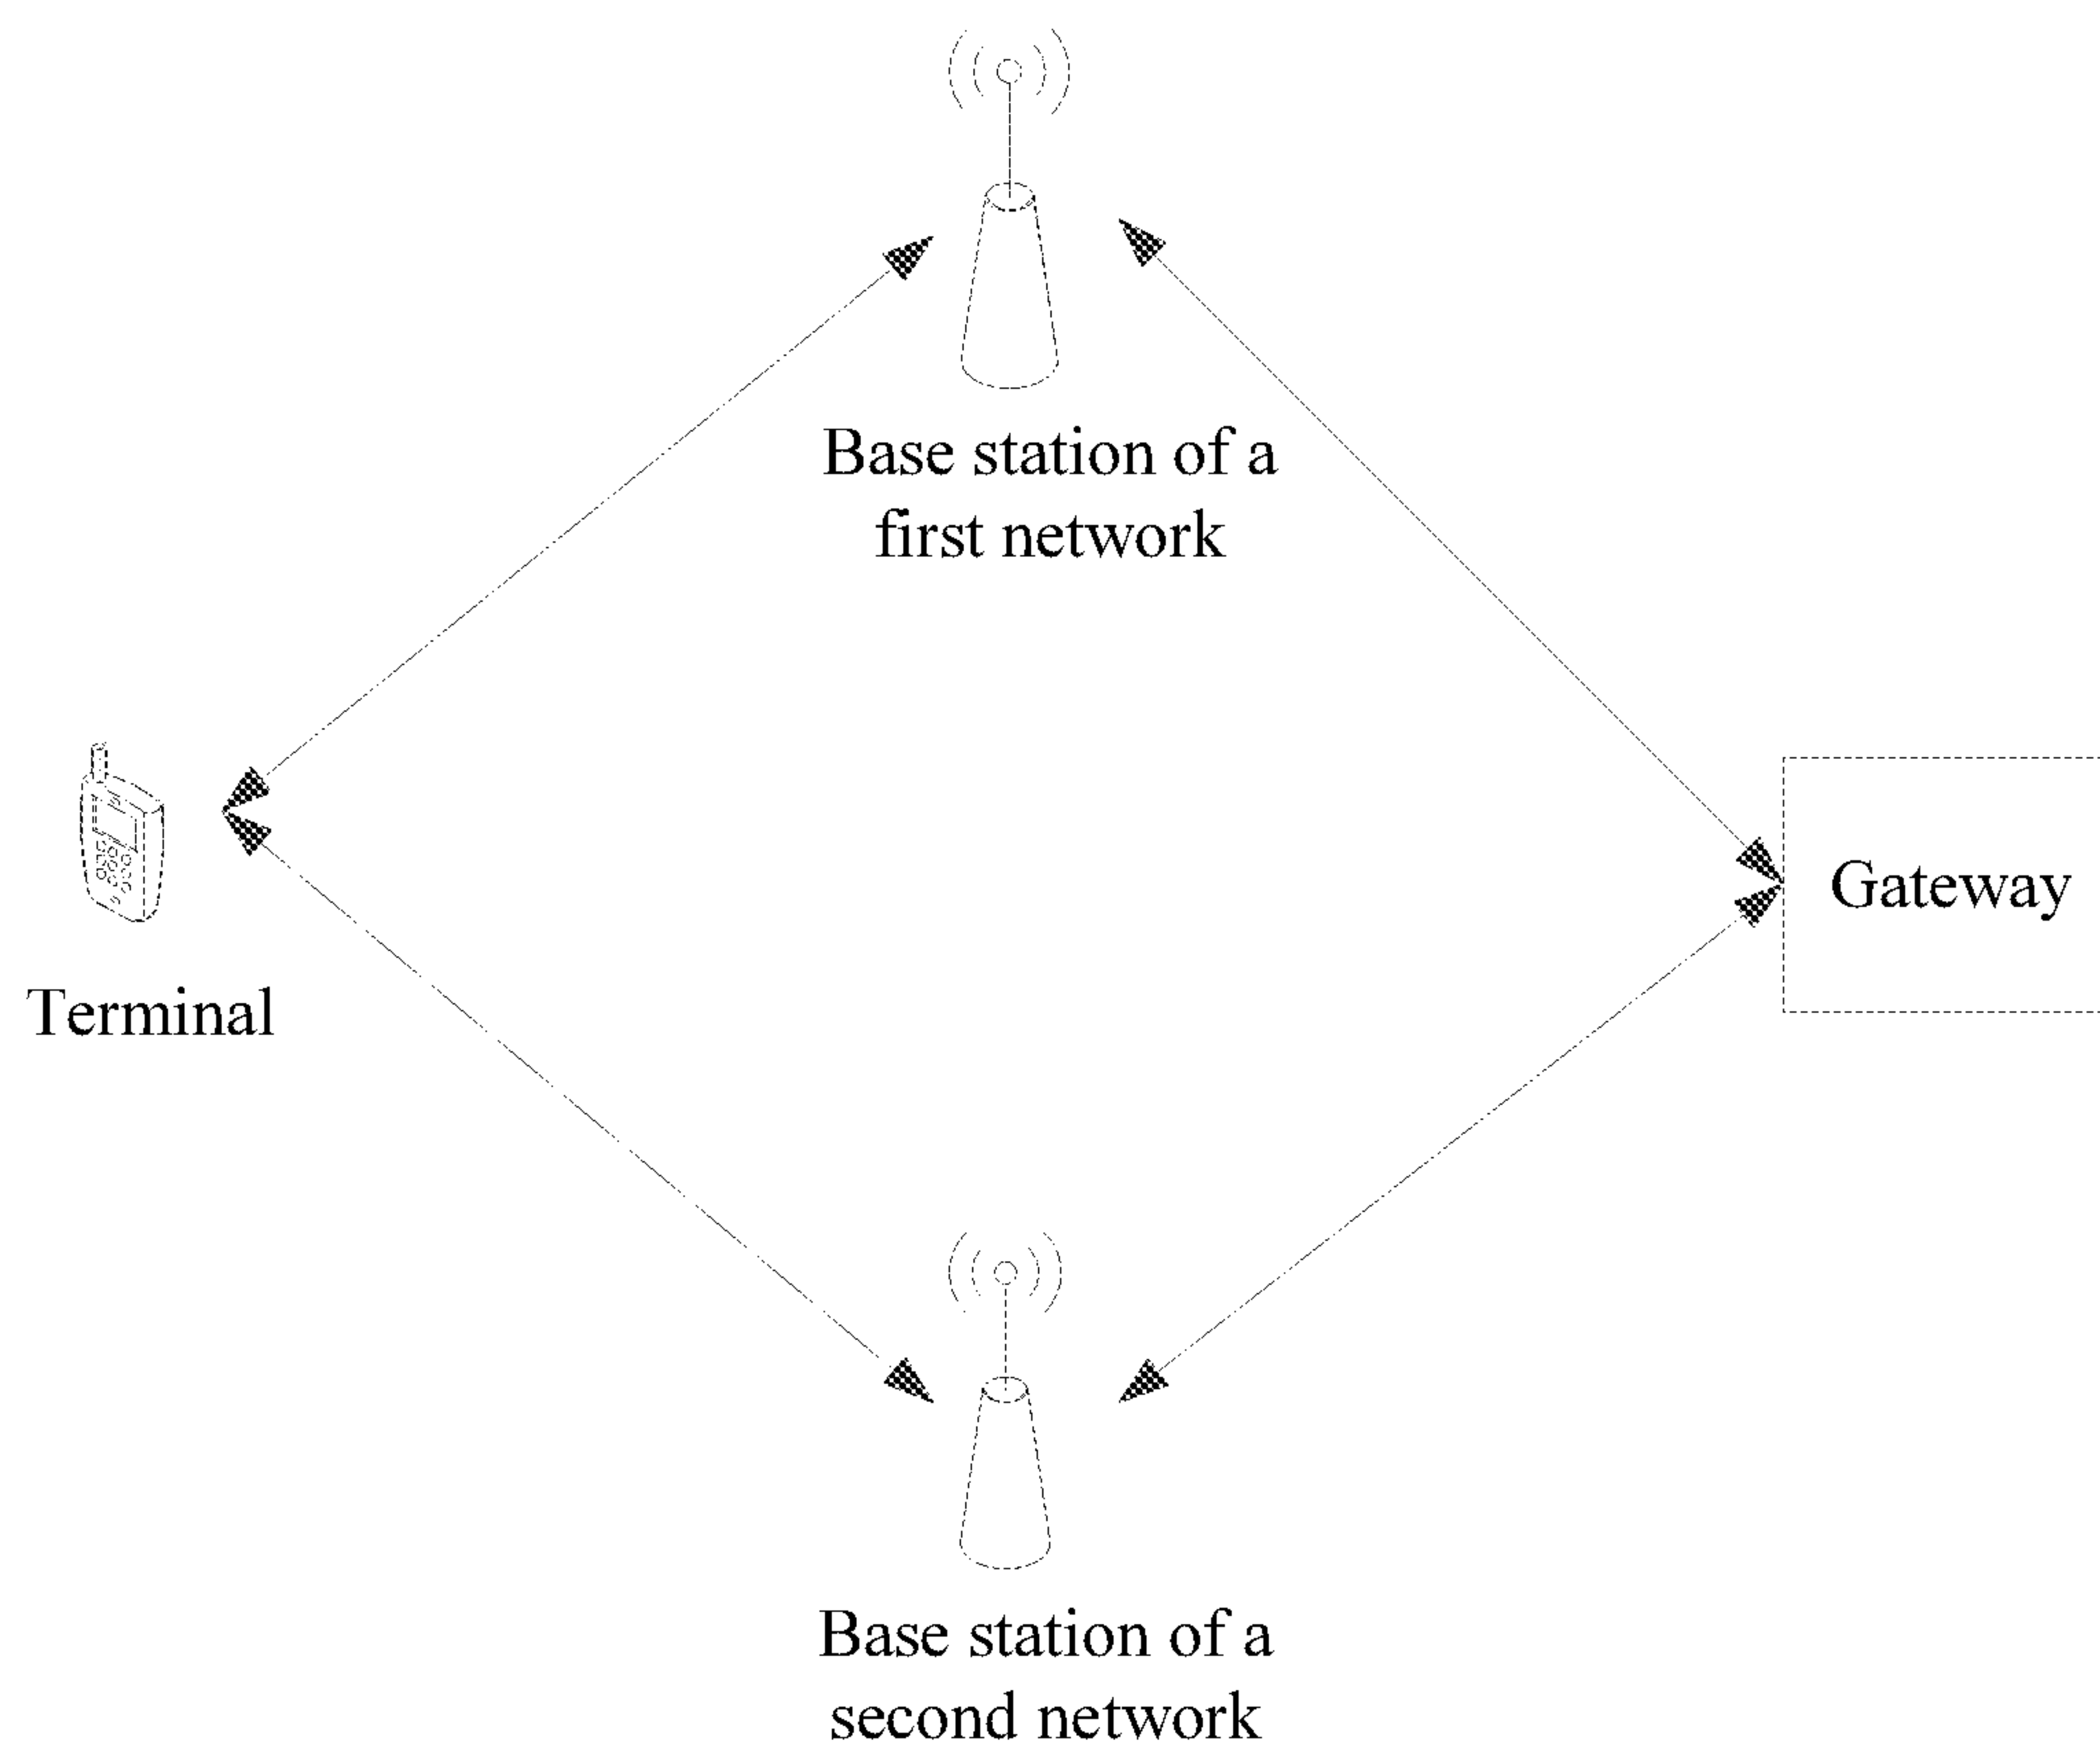 Base station of a
first network
Terminal
Gateway
Base station of a
second network